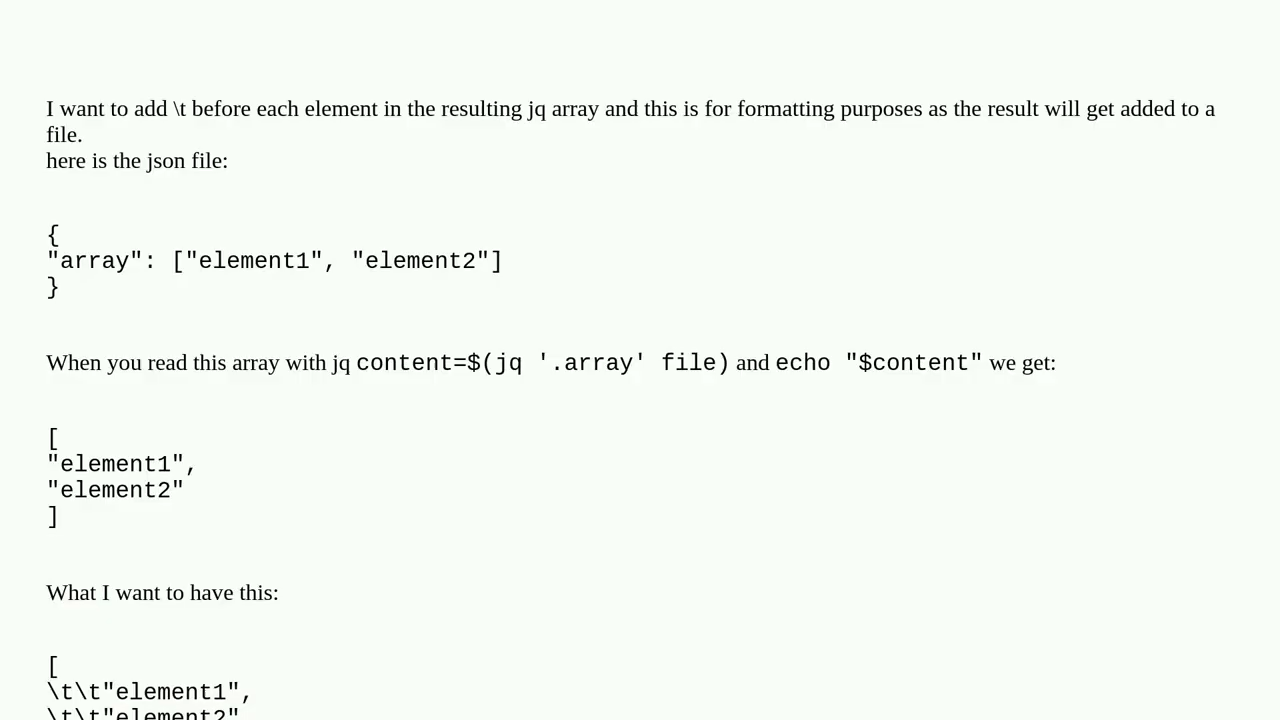 I want to add \t before each element in the resulting jq array and this is for formatting purposes as the result will get added to a
file.
here is the json file:
{
"array": ["element1", "element2"]
}
When you read this array with jq content=$(jq '.array' file) and echo "$content" we get:
[
"element1",
"element2"
]
What I want to have this:
[
\t\t"element1",
\t\t"element2"